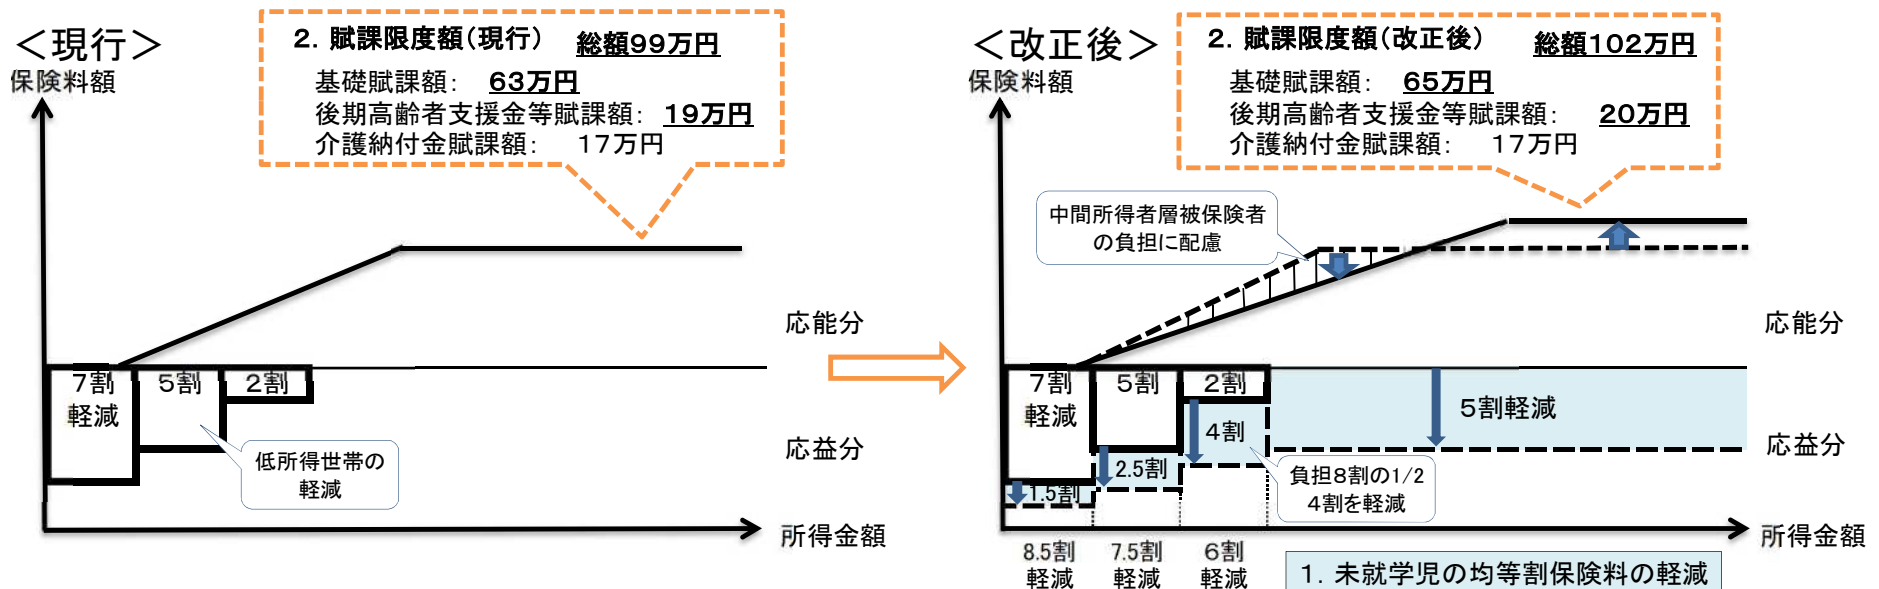 ＜現行＞
保険料額
２．賦課限度額（現行）　総額９９万円
基礎賦課額：　６３万円
後期高齢者支援金等賦課額：　１９万円
介護納付金賦課額：　１７万円
応能分
７割
軽減
５割
２割
低所得世帯の
軽減
応益分
所得金額
＜改正後＞
保険料額
２．賦課限度額（改正後）　総額１０２万円
基礎賦課額：　６５万円
後期高齢者支援金等賦課額：　２０万円
介護納付金賦課額：　１７万円
中間所得者層被保険者
の負担に配慮
応能分
７割
軽減
５割
２割
５割軽減
４割
2.5割
1.5割
負担８割の1/2
４割を軽減
応益分
所得金額
8.5割
軽減
7.5割
軽減
６割
軽減
１．未就学児の均等割保険料の軽減